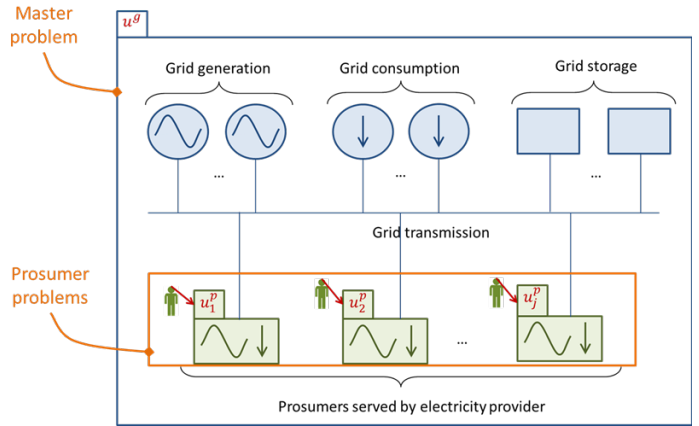 Master
problem
u^g
Grid generation
Grid consumption
Grid storage
...
...
...
Grid transmission
Prosumer
problems
u_1^p
u_2^p
u_j^p
...
Prosumers served by electricity provider